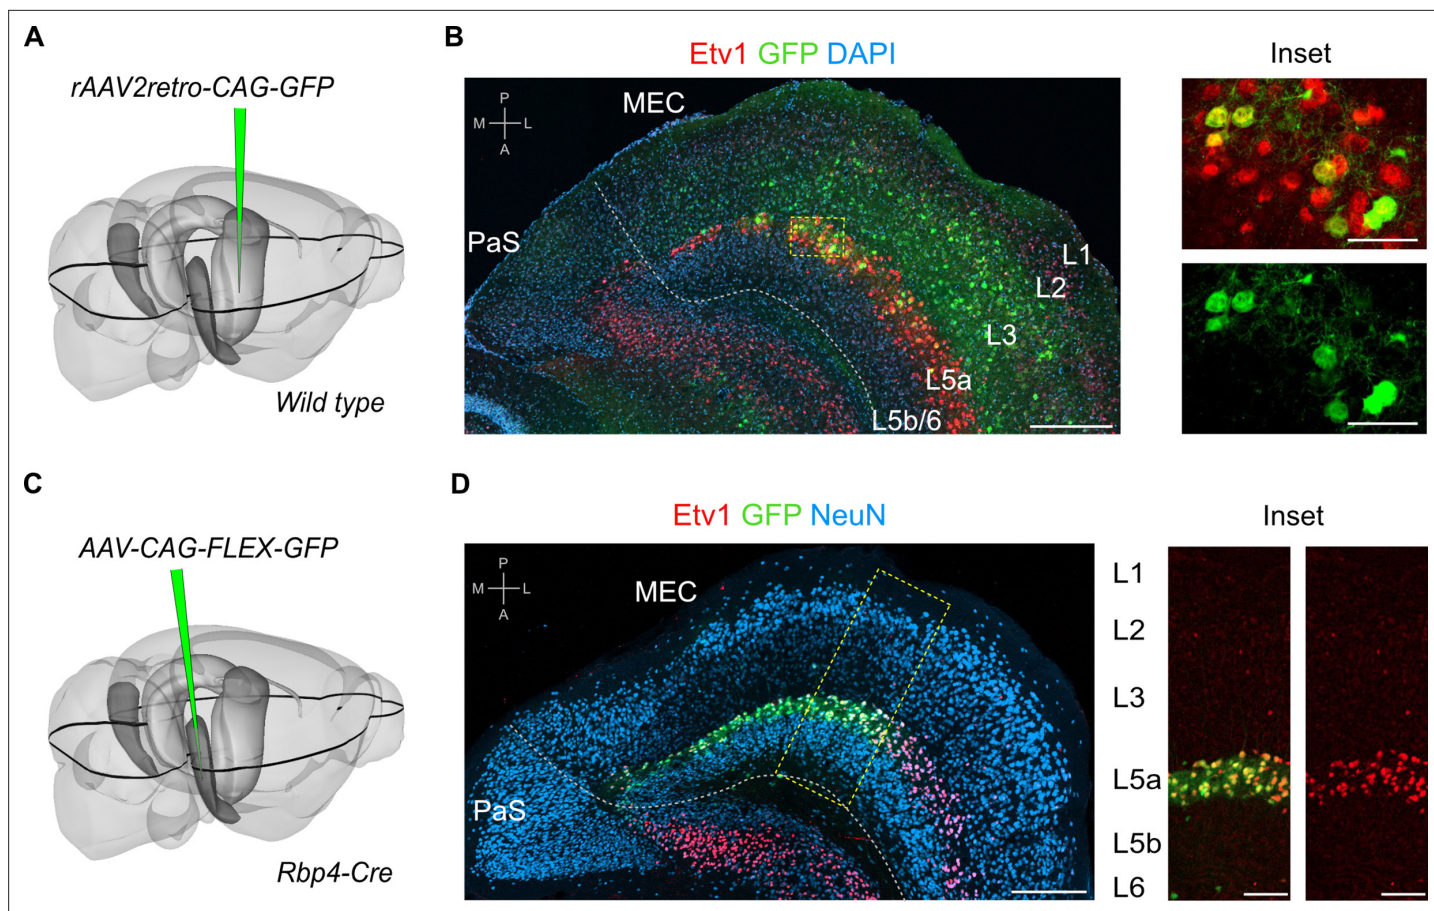 A
rAAV2retro-CAG-GFP
Wild type
B
Etv1 GFP DAPI
Inset
P
M L
A
MEC
PaS
L1
L2
L3
L5a
L5b/6
C
AAV-CAG-FLEX-GFP
Rbp4-Cre
D
Etv1 GFP NeuN
Inset
P
M L
A
MEC
PaS
L1
L2
L3
L5a
L5b
L6